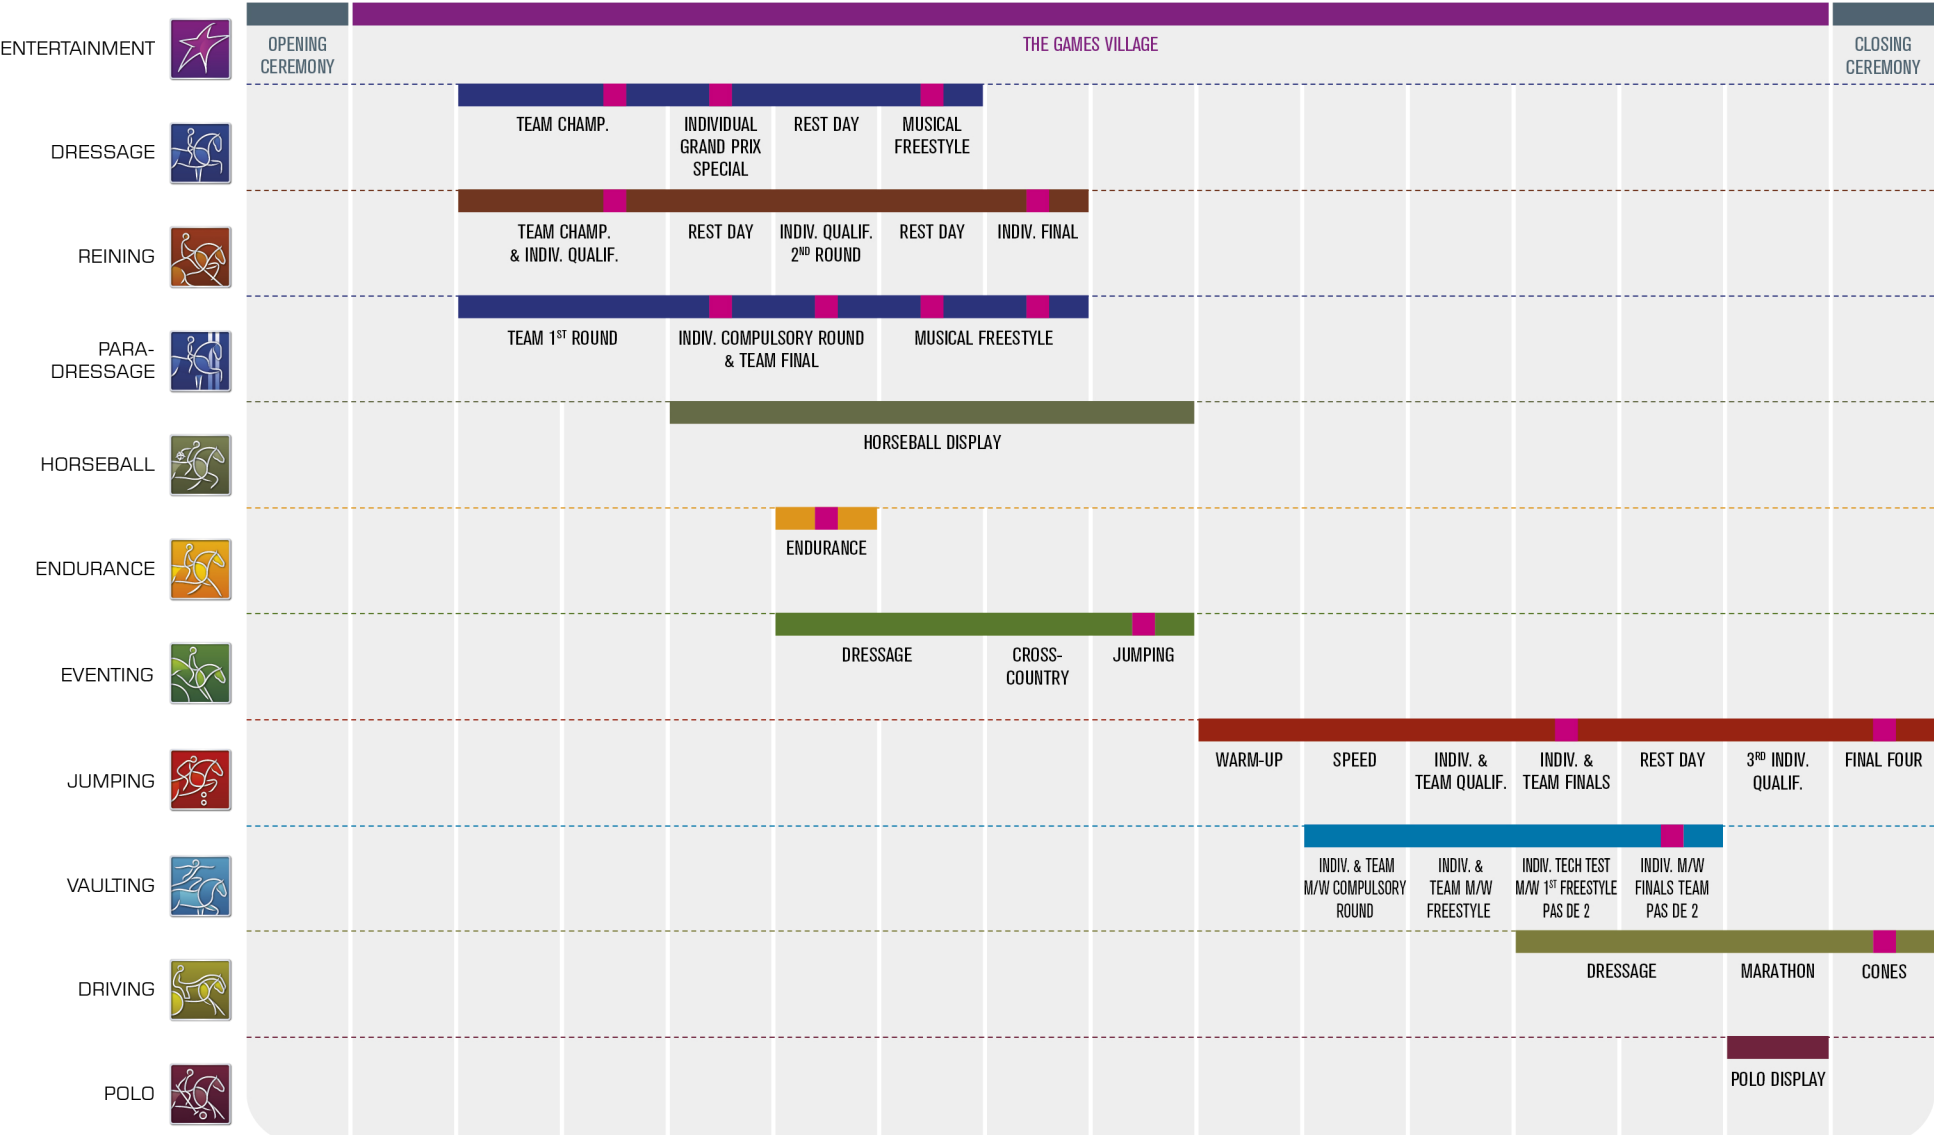 ENTERTAINMENT
OPENING
CEREMONY
THE GAMES VILLAGE
CLOSING
CEREMONY
DRESSAGE
TEAM CHAMP.
INDIVIDUAL
GRAND PRIX
SPECIAL
REST DAY
MUSICAL
FREESTYLE
REINING
TEAM CHAMP.
& INDIV. QUALIF.
REST DAY
INDIV. QUALIF.
2ND ROUND
REST DAY
INDIV. FINAL
PARA-
DRESSAGE
TEAM 1ST ROUND
INDIV. COMPULSORY ROUND
& TEAM FINAL
MUSICAL FREESTYLE
HORSEBALL
HORSEBALL DISPLAY
ENDURANCE
ENDURANCE
EVENTING
DRESSAGE
CROSS-
COUNTRY
JUMPING
JUMPING
WARM-UP
SPEED
INDIV. &
TEAM QUALIF.
INDIV. &
TEAM FINALS
REST DAY
3RD INDIV.
QUALIF.
FINAL FOUR
VAULTING
INDIV. & TEAM
M/W COMPULSORY
ROUND
INDIV. &
TEAM M/W
FREESTYLE
INDIV. TECH TEST
M/W 1ST FREESTYLE
PAS DE 2
INDIV. M/W
FINALS TEAM
PAS DE 2
DRIVING
DRESSAGE
MARATHON
CONES
POLO
POLO DISPLAY